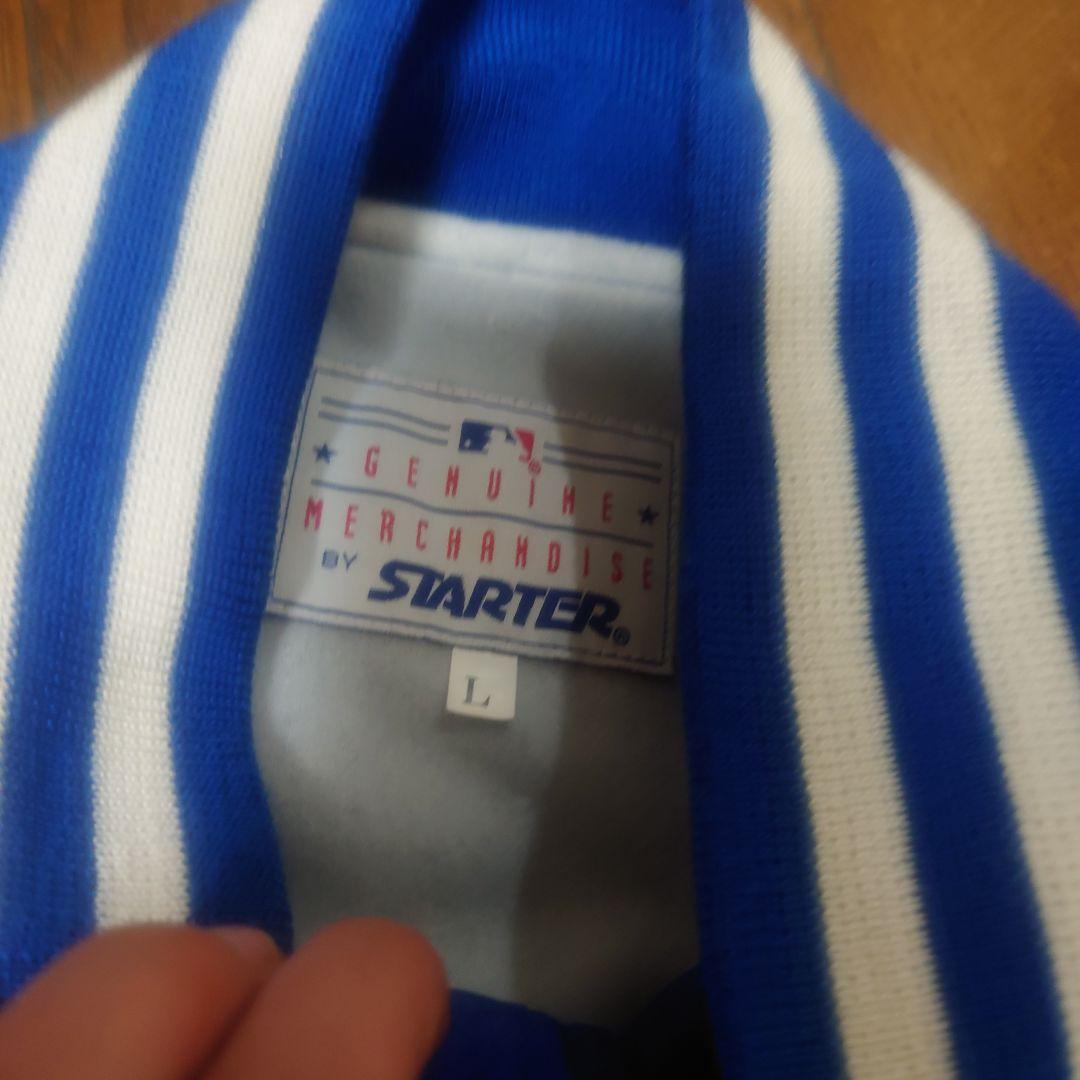 GENUINE
MERCHANDISE
BY STARTER®
L